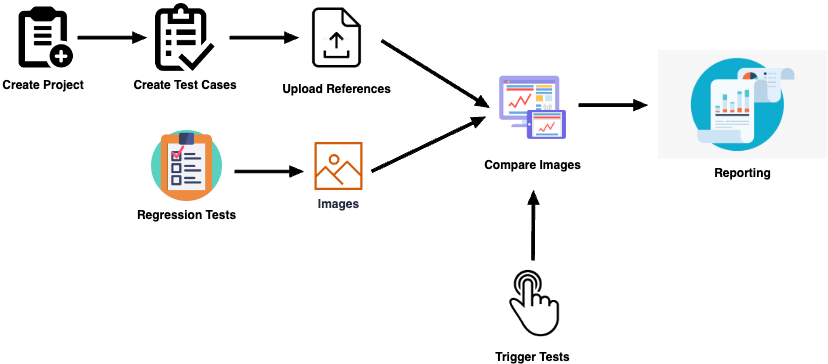 Create Project
Create Test Cases
Upload References
Compare Images
Reporting
Regression Tests
Images
Trigger Tests